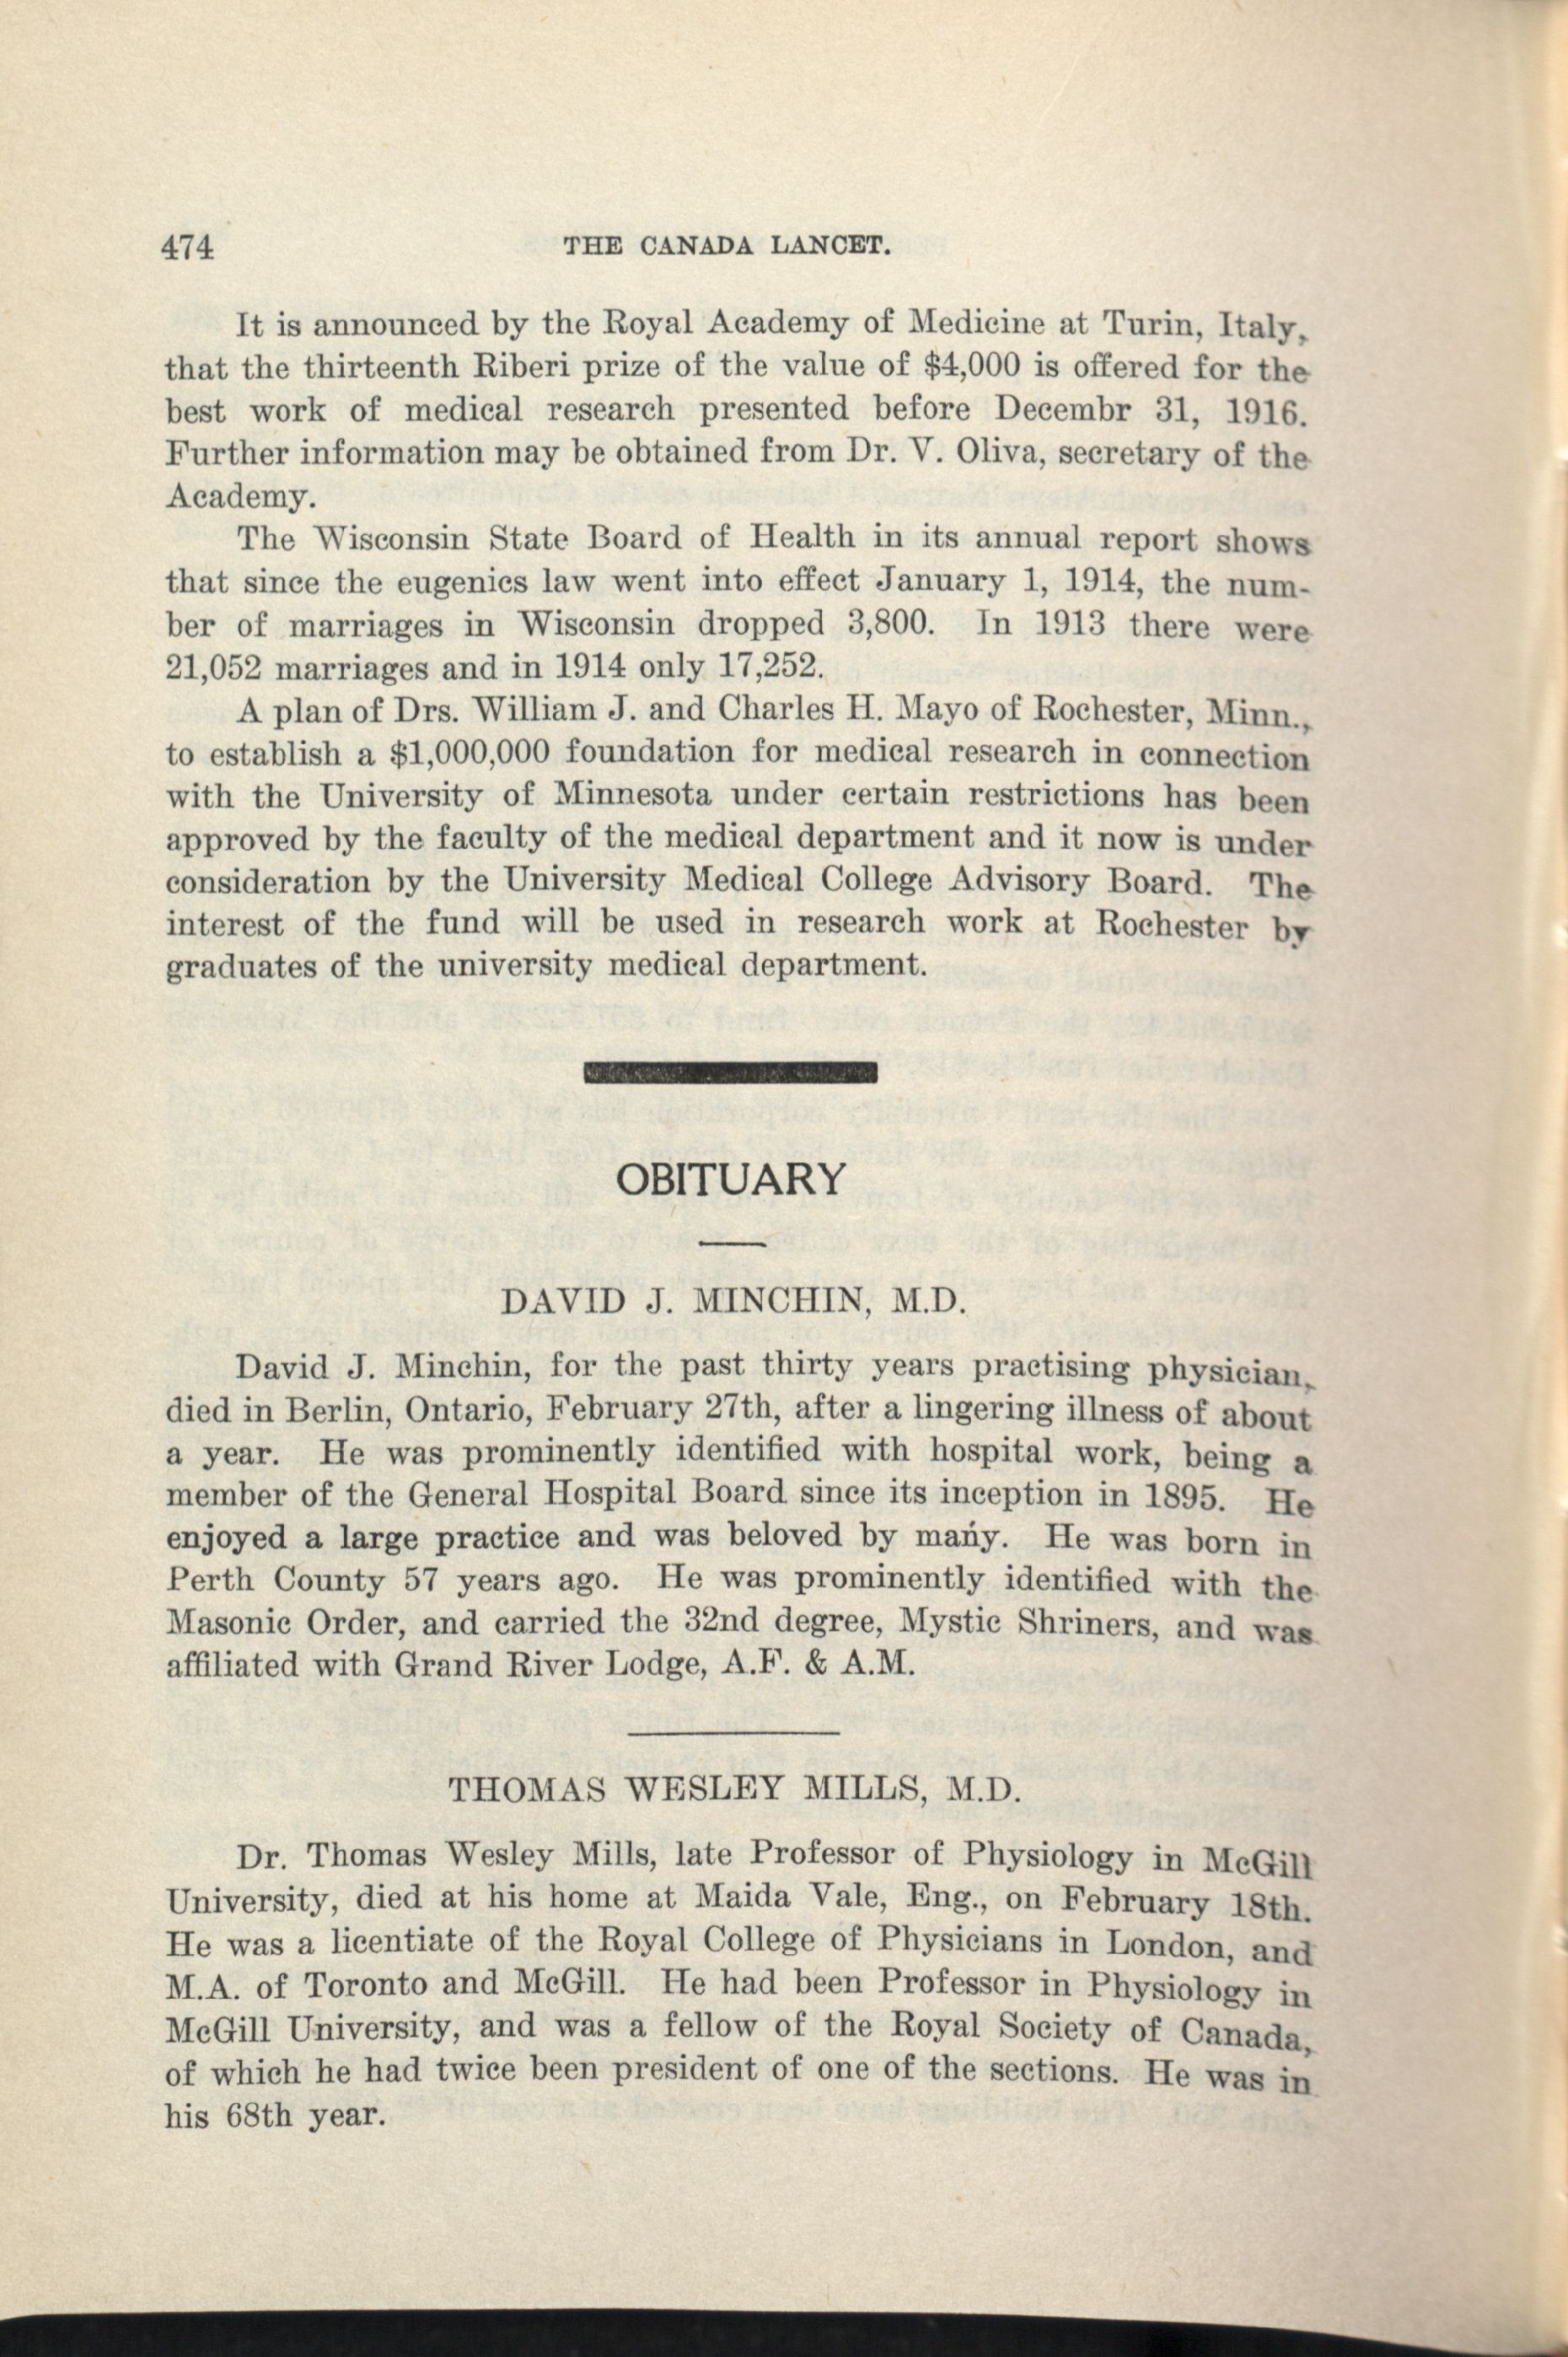 474 THE CANADA LANCET.
It is announced by the Royal Academy of Medicine at Turin, Italy,
that the thirteenth Riberi prize of the value of $4,000 is offered for the
best work of medical research presented before Decembr 31, 1916.
Further information may be obtained from Dr. V. Oliva, secretary of the
Academy.
The Wisconsin State Board of Health in its annual report shows
that since the eugenics law went into effect January 1, 1914, the num-
ber of marriages in Wisconsin dropped 3,800. In 1913 there were
21,052 marriages and in 1914 only 17,252.
A plan of Drs. William J. and Charles H. Mayo of Rochester, Minn.,
to establish a $1,000,000 foundation for medical research in connection
with the University of Minnesota under certain restrictions has been
approved by the faculty of the medical department and it now is under
consideration by the University Medical College Advisory Board. The
interest of the fund will be used in research work at Rochester by
graduates of the university medical department.
OBITUARY
DAVID J. MINCHIN, M.D.
David J. Minchin, for the past thirty years practising physician,
died in Berlin, Ontario, February 27th, after a lingering illness of about
a year. He was prominently identified with hospital work, being a
member of the General Hospital Board since its inception in 1895. He
enjoyed a large practice and was beloved by many. He was born in
Perth County 57 years ago. He was prominently identified with the
Masonic Order, and carried the 32nd degree, Mystic Shriners, and was
affiliated with Grand River Lodge, A.F. & A.M.
THOMAS WESLEY MILLS, M.D.
Dr. Thomas Wesley Mills, late Professor of Physiology in McGill
University, died at his home at Maida Vale, Eng., on February 18th.
He was a licentiate of the Royal College of Physicians in London, and
M.A. of Toronto and McGill. He had been Professor in Physiology in
McGill University, and was a fellow of the Royal Society of Canada,
of which he had twice been president of one of the sections. He was in
his 68th year.